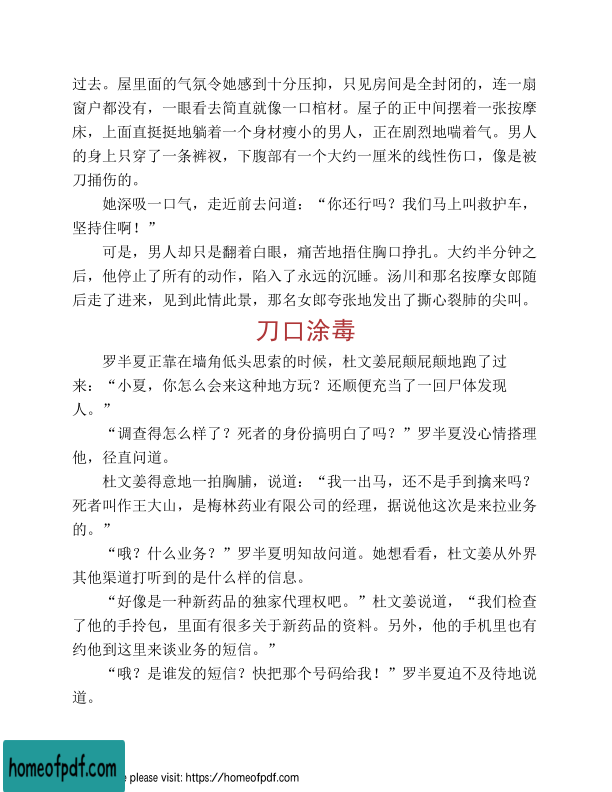 过去。屋里面的气氛令她感到十分压抑，只见房间是全封闭的，连一扇
窗户都没有，一眼看去简直就像一口棺材。屋子的正中间摆着一张按摩
床，上面直挺挺地躺着一个身材瘦小的男人，正在剧烈地喘着气。男人
的身上只穿了一条裤衩，下腹部有一个大约一厘米的线性伤口，像是被
刀捅伤的。
她深吸一口气，走近前去问道：“你还行吗？我们马上叫救护车，
坚持住啊！”
可是，男人却只是翻着白眼，痛苦地捂住胸口挣扎。大约半分钟之
后，他停止了所有的动作，陷入了永远的沉睡。汤川和那名按摩女郎随
后走了进来，见到此情此景，那名女郎夸张地发出了撕心裂肺的尖叫。
刀口涂毒
罗半夏正靠在墙角低头思索的时候，杜文姜屁颠屁颠地跑了过
来：“小夏，你怎么会来这种地方玩？还顺便充当了一回尸体发现
人。”
“调查得怎么样了？死者的身份搞明白了吗？”罗半夏没心情搭理
他，径直问道。
杜文姜得意地一拍胸脯，说道：“我一出马，还不是手到擒来吗？
死者叫作王大山，是梅林药业有限公司的经理，据说他这次是来拉业务
的。”
“哦？什么业务？”罗半夏明知故问道。她想看看，杜文姜从外界
其他渠道打听到的是什么样的信息。
“好像是一种新药品的独家代理权吧。”杜文姜说道，“我们检查
了他的手拎包，里面有很多关于新药品的资料。另外，他的手机里也有
约他到这里来谈业务的短信。”
“哦？是谁发的短信？快把那个号码给我！”罗半夏迫不及待地说
道。
homeofpdf.com
e please visit: https://homeofpdf.com